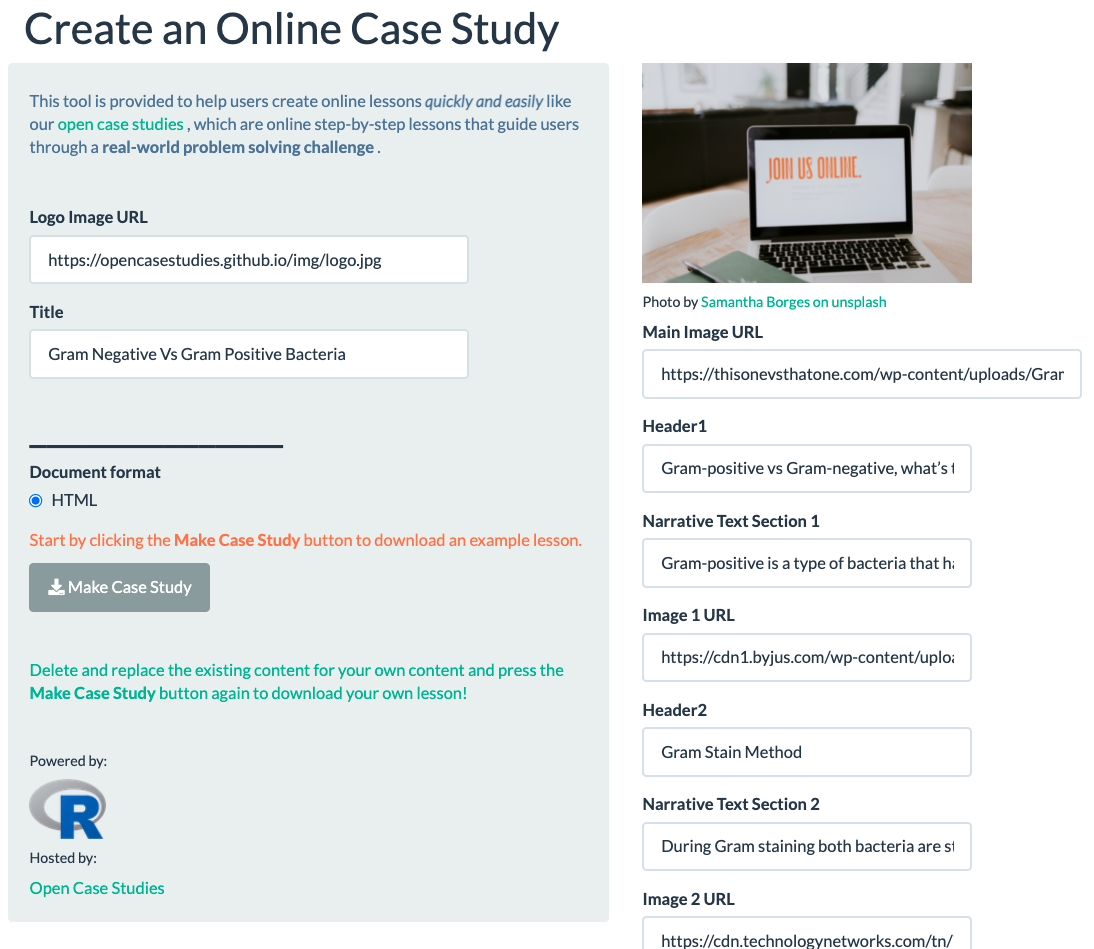 Create an Online Case Study
This tool is provided to help users create online lessons quickly and easily like
our open case studies , which are online step-by-step lessons that guide users
through a real-world problem solving challenge .
Logo Image URL
https://opencasestudies.github.io/img/logo.jpg
Title
Gram Negative Vs Gram Positive Bacteria
Document format
HTML
Start by clicking the Make Case Study button to download an example lesson.
Make Case Study
Delete and replace the existing content for your own content and press the
Make Case Study button again to download your own lesson!
Powered by:
R
Hosted by:
Open Case Studies
JOIN US ONLINE.
Photo by Samantha Borges on unsplash
Main Image URL
https://thisonevsthatone.com/wp-content/uploads/Gram
Header1
Gram-positive vs Gram-negative, what's t
Narrative Text Section 1
Gram-positive is a type of bacteria that ha
Image 1 URL
https://cdn1.byjus.com/wp-content/uploa
Header2
Gram Stain Method
Narrative Text Section 2
During Gram staining both bacteria are st
Image 2 URL
https://cdn.technologynetworks.com/tn/